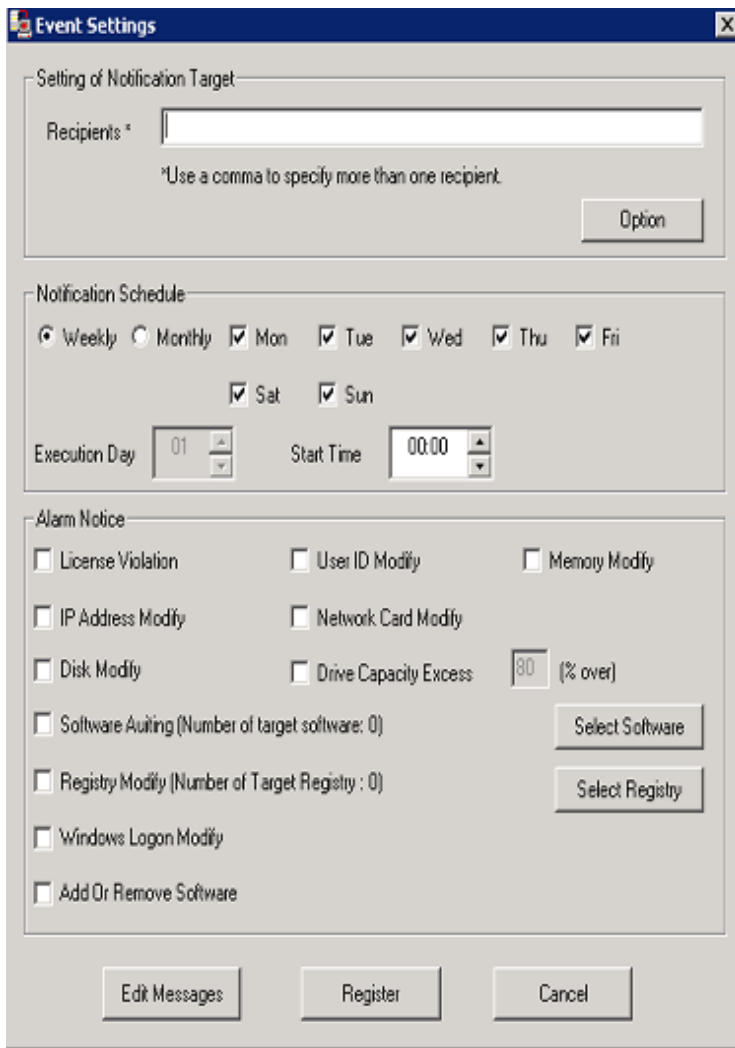 Event Settings
Setting of Notification Target
Recipients *
*Use a comma to specify more than one recipient.
Option
Notification Schedule
Weekly Monthly Mon Tue Wed Thu Fri
Sat Sun
Execution Day 01 Start Time 00:00
Alarm Notice
License Violation User ID Modify Memory Modify
IP Address Modify Network Card Modify
Disk Modify Drive Capacity Excess 80 (% over)
Software Auiting (Number of target software: 0) Select Software
Registry Modify (Number of Target Registry : 0) Select Registry
Windows Logon Modify
Add Or Remove Software
Edit Messages Register Cancel